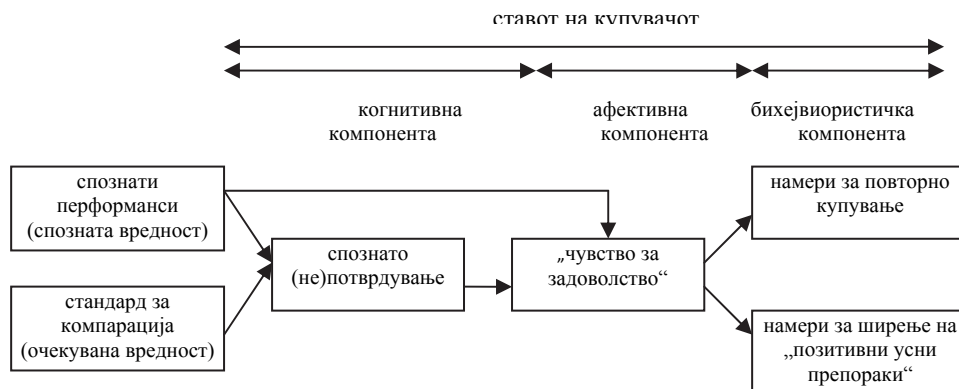 ставот на купувачот
когнитивна
компонента
афективна
компонента
бихејвиористичка
компонента
спознати
перформанси
(спозната вредност)
намери за повторно
купување
спознато
(не)потврдување
„чувство за
задоволство“
стандард за
компарација
(очекувана вредност)
намери за ширење на
„позитивни усни
препораки“